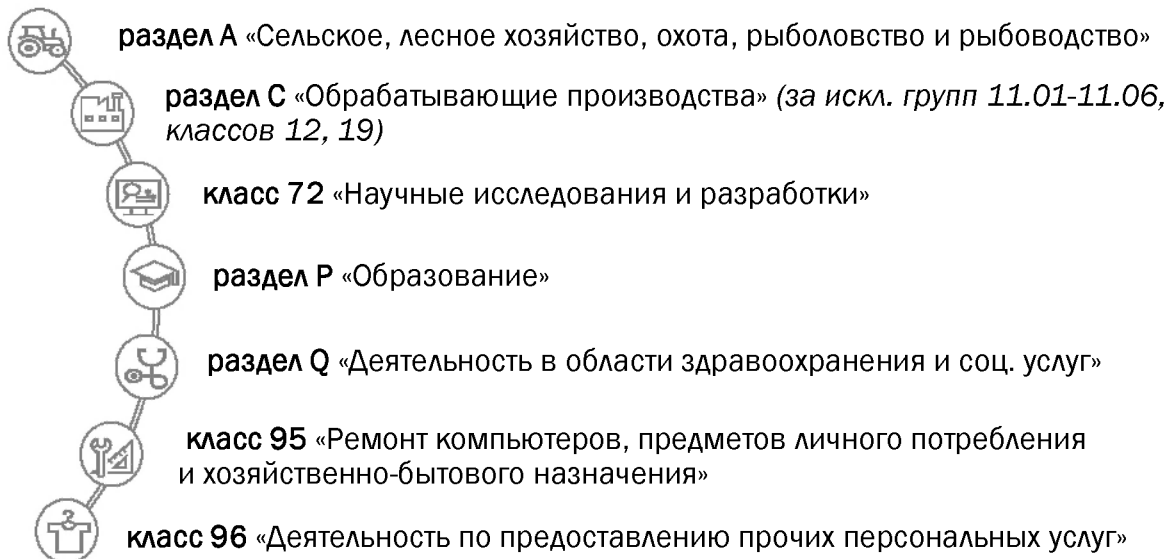 раздел А «Сельское, лесное хозяйство, охота, рыболовство и рыбоводство»
раздел С «Обрабатывающие производства» (за искл. групп 11.01-11.06,
классов 12, 19)
класс 72 «Научные исследования и разработки»
раздел Р «Образование»
раздел Q «Деятельность в области здравоохранения и соц. услуг»
класс 95 «Ремонт компьютеров, предметов личного потребления
и хозяйственно-бытового назначения»
класс 96 «Деятельность по предоставлению прочих персональных услуг»